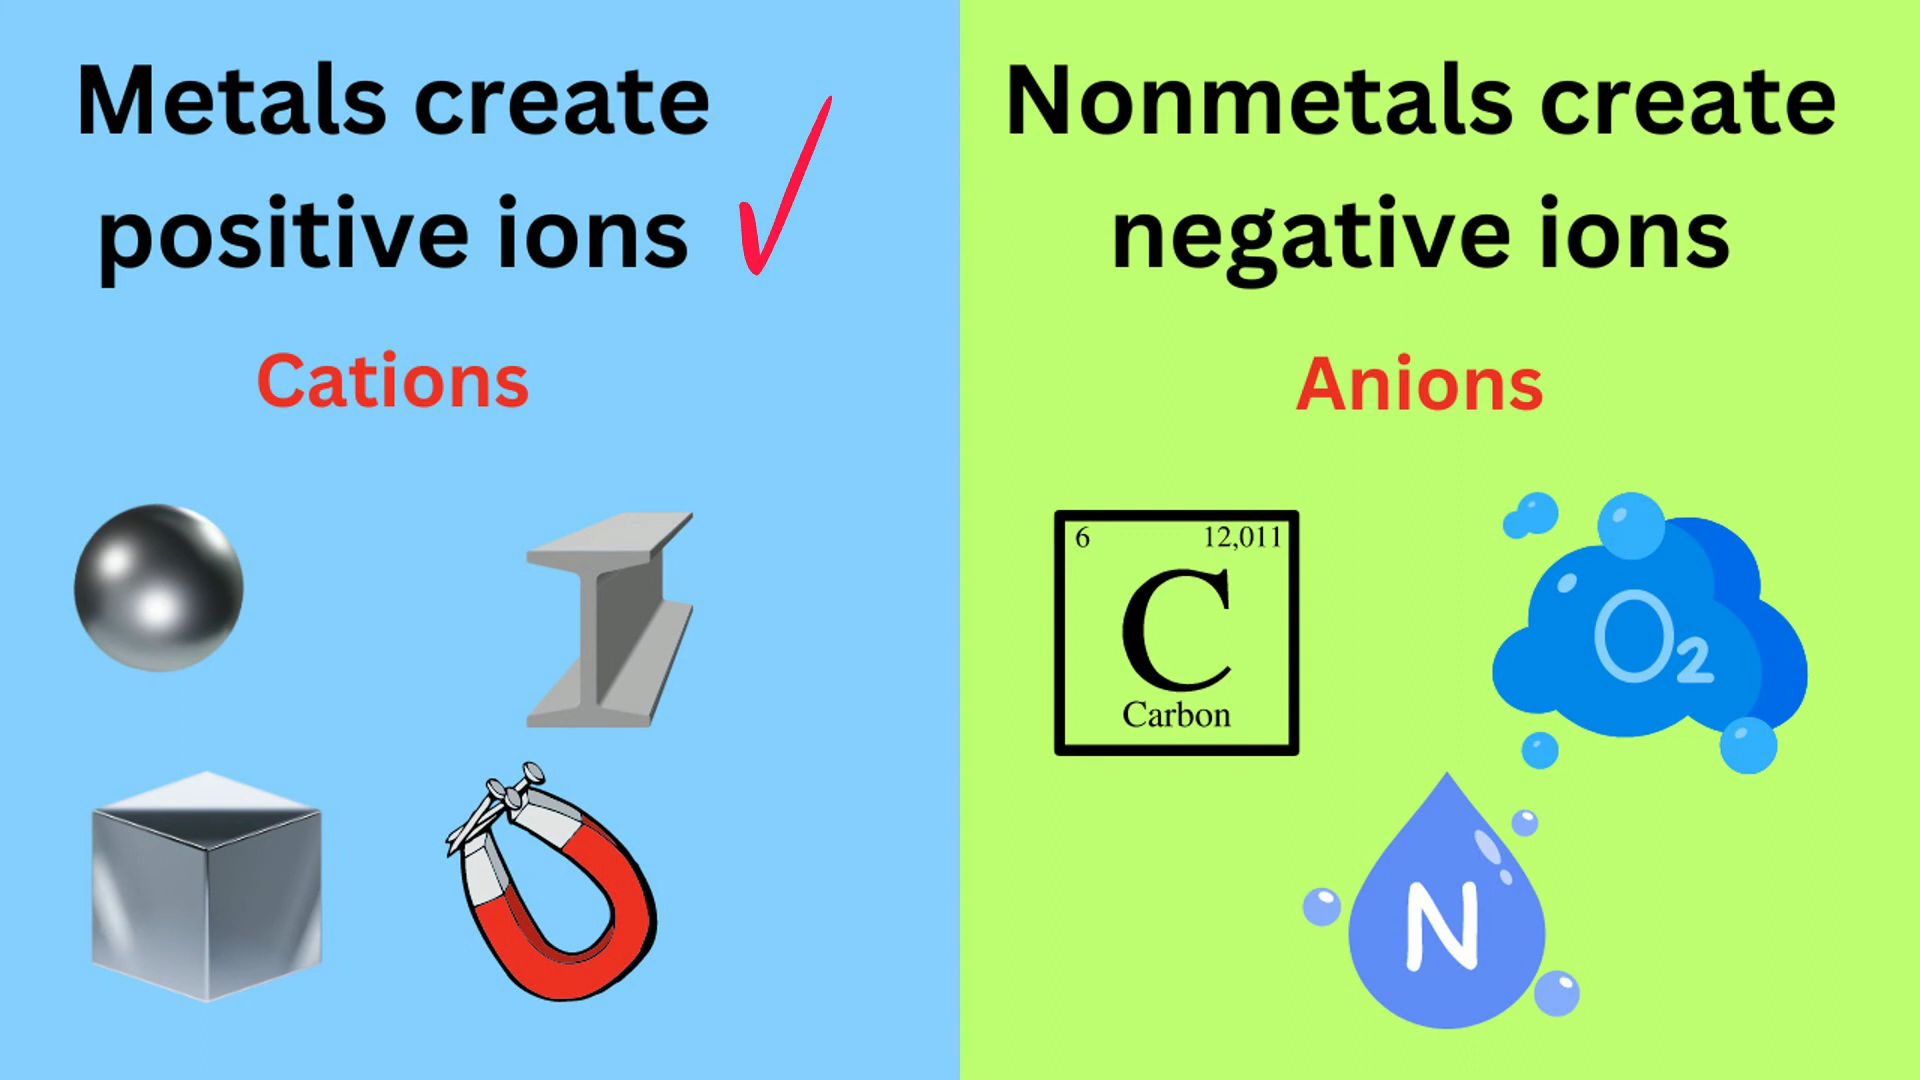 Metals create
positive ions
Cations
Nonmetals create
negative ions
Anions
6 12,011
C
Carbon
O₂
N